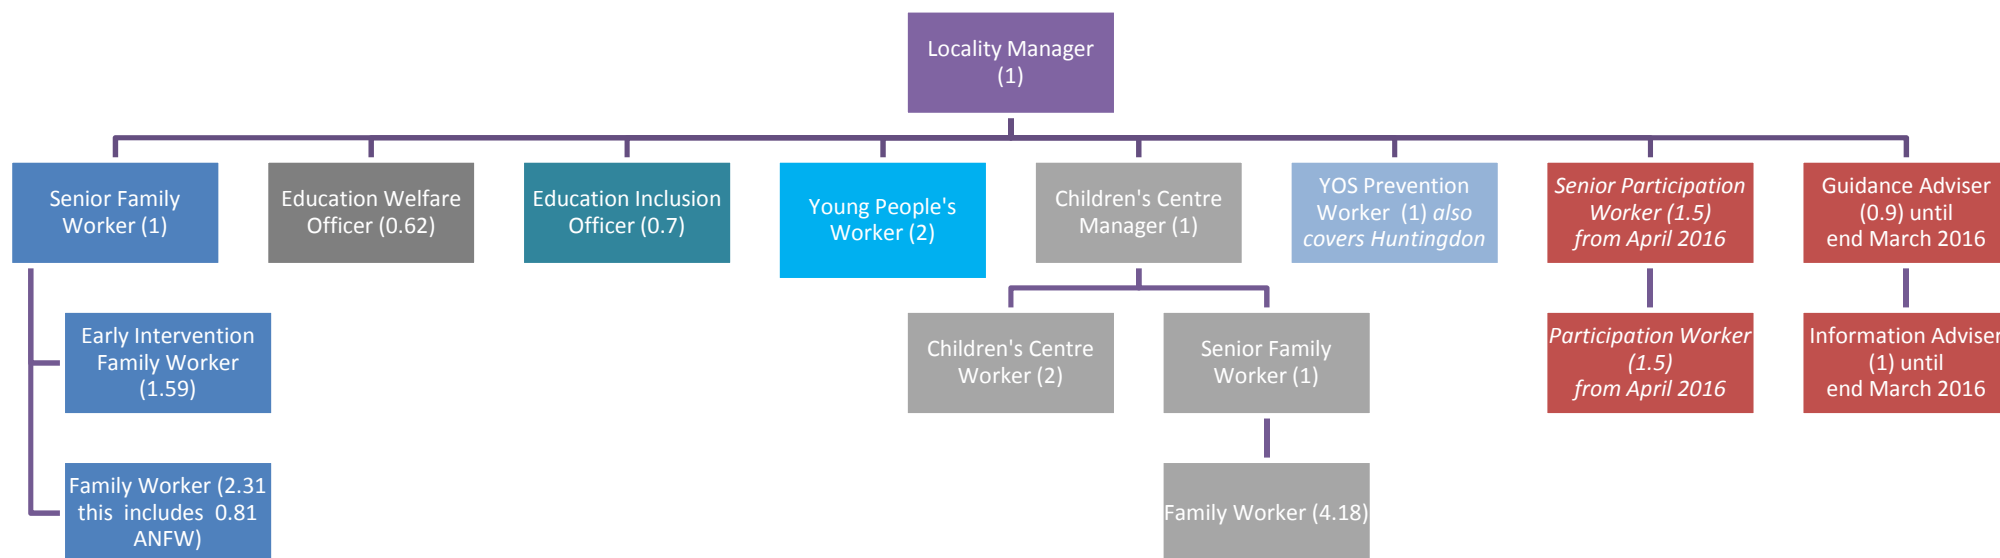 Locality Manager
(1)
Senior Family
Worker (1)
Education Welfare
Officer (0.62)
Education Inclusion
Officer (0.7)
Young People's
Worker (2)
Children's Centre
Manager (1)
YOS Prevention
Worker (1) also
covers Huntingdon
Senior Participation
Worker (1.5)
from April 2016
Guidance Adviser
(0.9) until
end March 2016
Early Intervention
Family Worker
(1.59)
Children's Centre
Worker (2)
Senior Family
Worker (1)
Participation Worker
(1.5)
from April 2016
Information Adviser
(1) until
end March 2016
Family Worker (2.31
this includes 0.81
ANFW)
Family Worker (4.18)